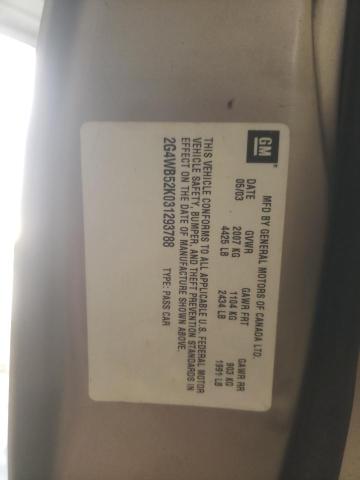 GM
MFD BY GENERAL MOTORS OF CANADA LTD.
DATE GVWR GAWR FRT GAWR RR
05/03 2007 KG 1104 KG 903 KG
4425 LB 2434 LB 1991 LB
THIS VEHICLE CONFORMS TO ALL APPLICABLE U.S. FEDERAL MOTOR
VEHICLE SAFETY, BUMPER, AND THEFT PREVENTION STANDARDS IN
EFFECT ON THE DATE OF MANUFACTURE SHOWN ABOVE.
2G4WB52K031293788 TYPE: PASS CAR